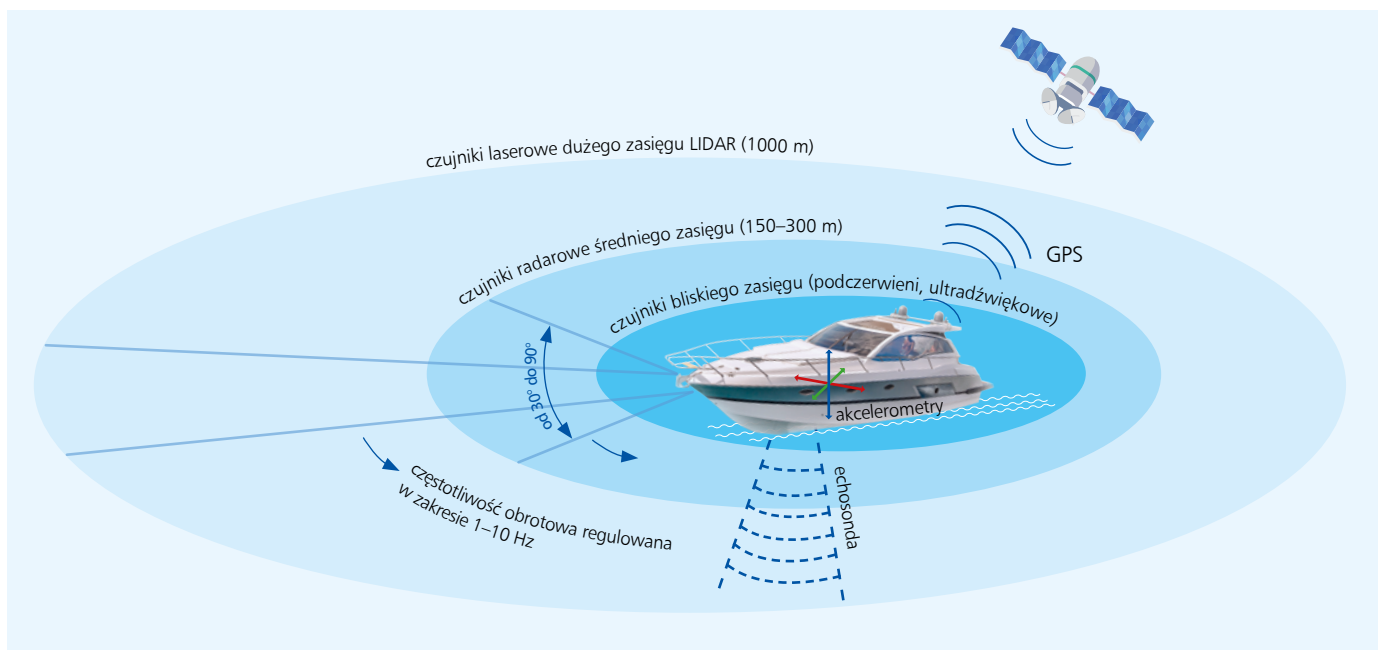 czujniki laserowe dużego zasięgu LIDAR (1000 m)
czujniki radarowe średniego zasięgu (150–300 m)
GPS
czujniki bliskiego zasięgu (podczerwieni, ultradźwiękowe)
od 30° do 90°
akcelerometry
echosonda
częstotliwość obrotowa regulowana
w zakresie 1–10 Hz